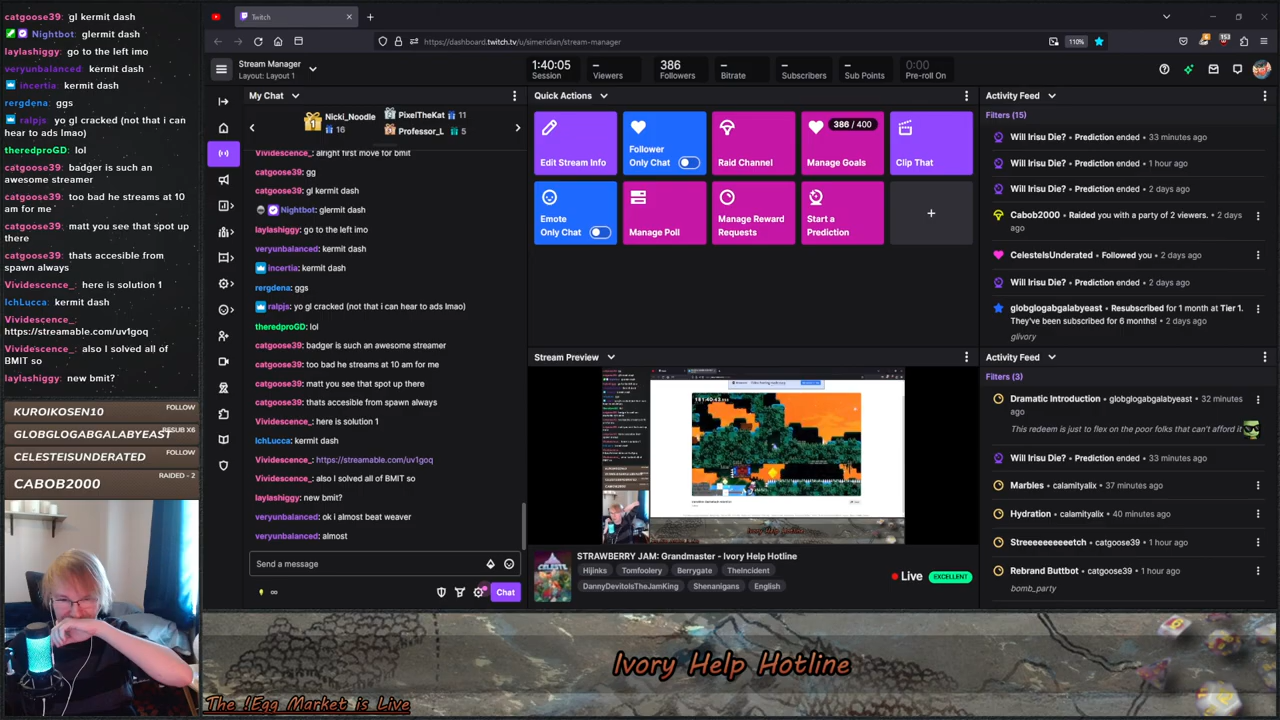 catgoose39: gl kermit dash
Nightbot: glermit dash
laylashiggy: go to the left imo
veryunbalanced: kermit dash
incertia: kermit dash
rergdena: ggs
ralpjs: yo gl cracked (not that i can
hear to ads lmao)
theredproGD: lol
catgoose39: badger is such an
awesome streamer
catgoose39: too bad he streams at 10
am for me
catgoose39: matt you see that spot up
there
catgoose39: thats accesible from
spawn always
Vividescence_: here is solution 1
IchLucca: kermit dash
Vividescence_:
https://streamable.com/uv1goq
Vividescence_: also I solved all of
BMIT so
laylashiggy: new bmit?
KUROIKOSEN10
FOLLOW
GLOBGLOGABGALABYEAST
RESUB X6
CELESTEISUNDERATED
FOLLOW
CABOB2000
RAIDED - 2
Twitch
https://dashboard.twitch.tv/u/simeridian/stream-manager
110%
153
Stream Manager
Layout: Layout 1
1:40:05
Session
–
Viewers
386
Followers
–
Bitrate
–
Subscribers
–
Sub Points
0:00
Pre-roll On
My Chat
1
Nicki_Noodle
16
PixelTheKat 11
Professor_L 5
Vividescence_: alright first move for bmit
catgoose39: gg
catgoose39: gl kermit dash
Nightbot: glermit dash
laylashiggy: go to the left imo
veryunbalanced: kermit dash
incertia: kermit dash
rergdena: ggs
ralpjs: yo gl cracked (not that i can hear to ads lmao)
theredproGD: lol
catgoose39: badger is such an awesome streamer
catgoose39: too bad he streams at 10 am for me
catgoose39: matt you see that spot up there
catgoose39: thats accesible from spawn always
Vividescence_: here is solution 1
IchLucca: kermit dash
Vividescence_: https://streamable.com/uv1goq
Vividescence_: also I solved all of BMIT so
laylashiggy: new bmit?
veryunbalanced: ok i almost beat weaver
veryunbalanced: almost
Send a message
Chat
Quick Actions
Edit Stream Info
Follower
Only Chat
Raid Channel
386 / 400
Manage Goals
Clip That
Emote
Only Chat
Manage Poll
Manage Reward
Requests
Start a
Prediction
+
Stream Preview
STRAWBERRY JAM: Grandmaster - Ivory Help Hotline
Hijinks
Tomfoolery
Berrygate
TheIncident
DannyDevitoIsTheJamKing
Shenanigans
English
Live
EXCELLENT
Activity Feed
Filters (15)
Will Irisu Die? • Prediction ended • 33 minutes ago
Will Irisu Die? • Prediction ended • 1 hour ago
Will Irisu Die? • Prediction ended • 2 days ago
Cabob2000 • Raided you with a party of 2 viewers. • 2 days
ago
CelesteIsUnderated • Followed you • 2 days ago
Will Irisu Die? • Prediction ended • 2 days ago
globglogabgalabyeast • Resubscribed for 1 month at Tier 1.
They've been subscribed for 6 months! • 2 days ago
glivory
Activity Feed
Filters (3)
Dramatic Introduction • globglogabgalabyeast • 32 minutes
ago
This redeem is just to flex on the poor folks that can't afford it
Will Irisu Die? • Prediction ended • 33 minutes ago
Marbles • calamityalix • 37 minutes ago
Hydration • calamityalix • 40 minutes ago
Streeeeeeeeeetch • catgoose39 • 1 hour ago
Rebrand Buttbot • catgoose39 • 1 hour ago
bomb_party
Ivory Help Hotline
The !Egg Market is Live